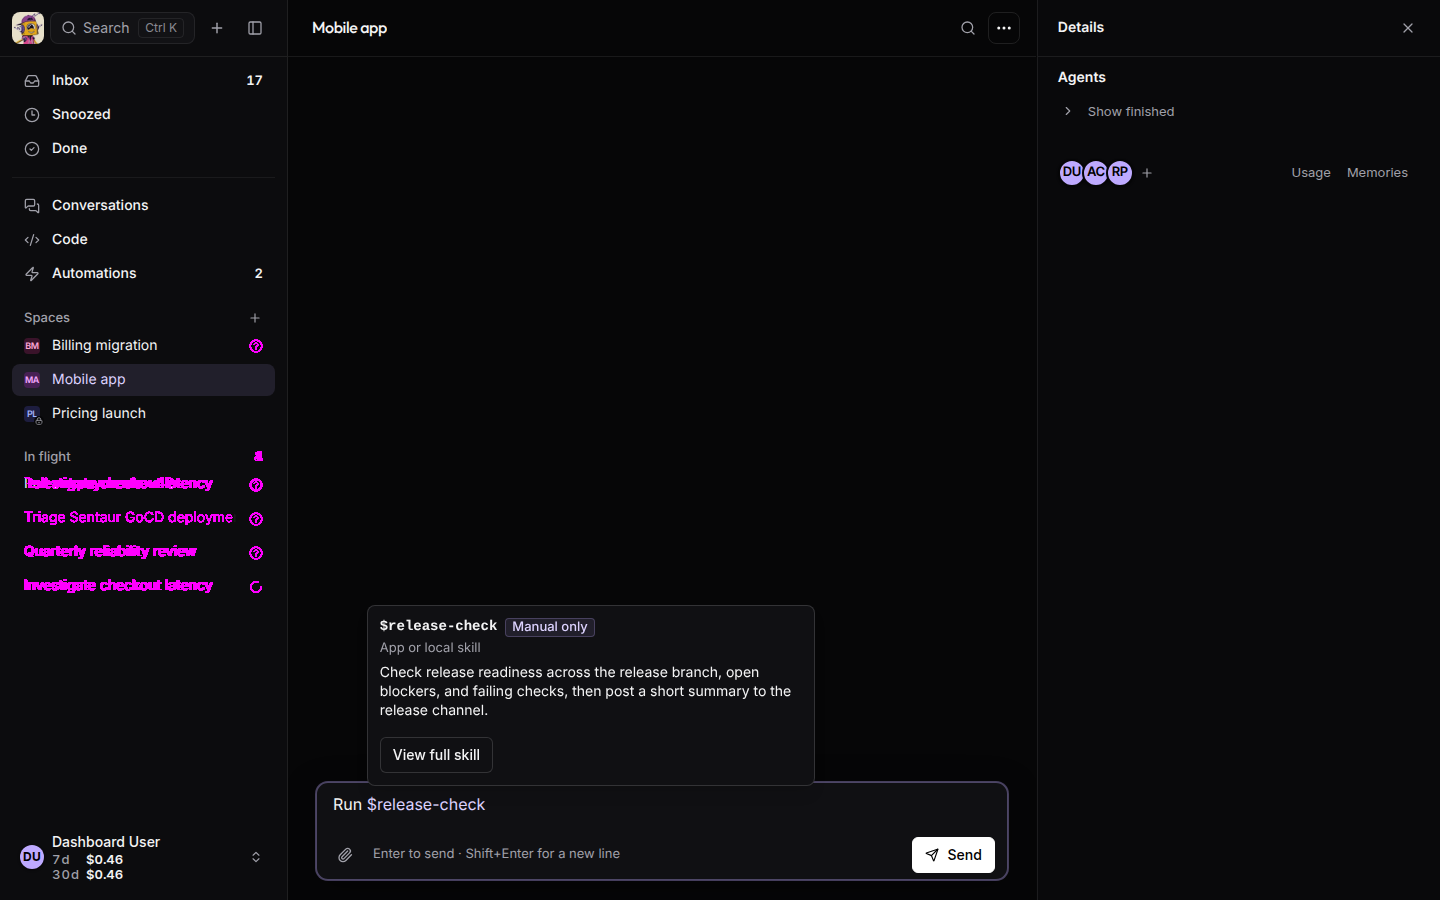 Search Ctrl K
Inbox 17
Snoozed
Done
Conversations
Code
Automations 2
Spaces
BM Billing migration
MA Mobile app
PL Pricing launch
In flight
latency
Triage Sentaur GoCD deployme
Quarterly reliability review
Investigate checkout latency
DU Dashboard User
7d $0.46
30d $0.46
Mobile app
$release-check Manual only
App or local skill
Check release readiness across the release branch, open
blockers, and failing checks, then post a short summary to the
release channel.
View full skill
Run $release-check
Enter to send · Shift+Enter for a new line
Send
Details
Agents
Show finished
DU AC RP
Usage Memories